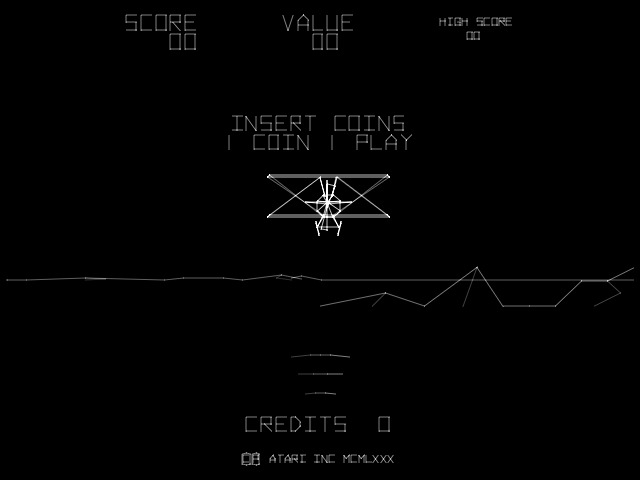 SCORE VALUE HIGH SCORE
00 00 00
INSERT COINS
1 COIN 1 PLAY
CREDITS 0
ATARI INC MCMLXXX